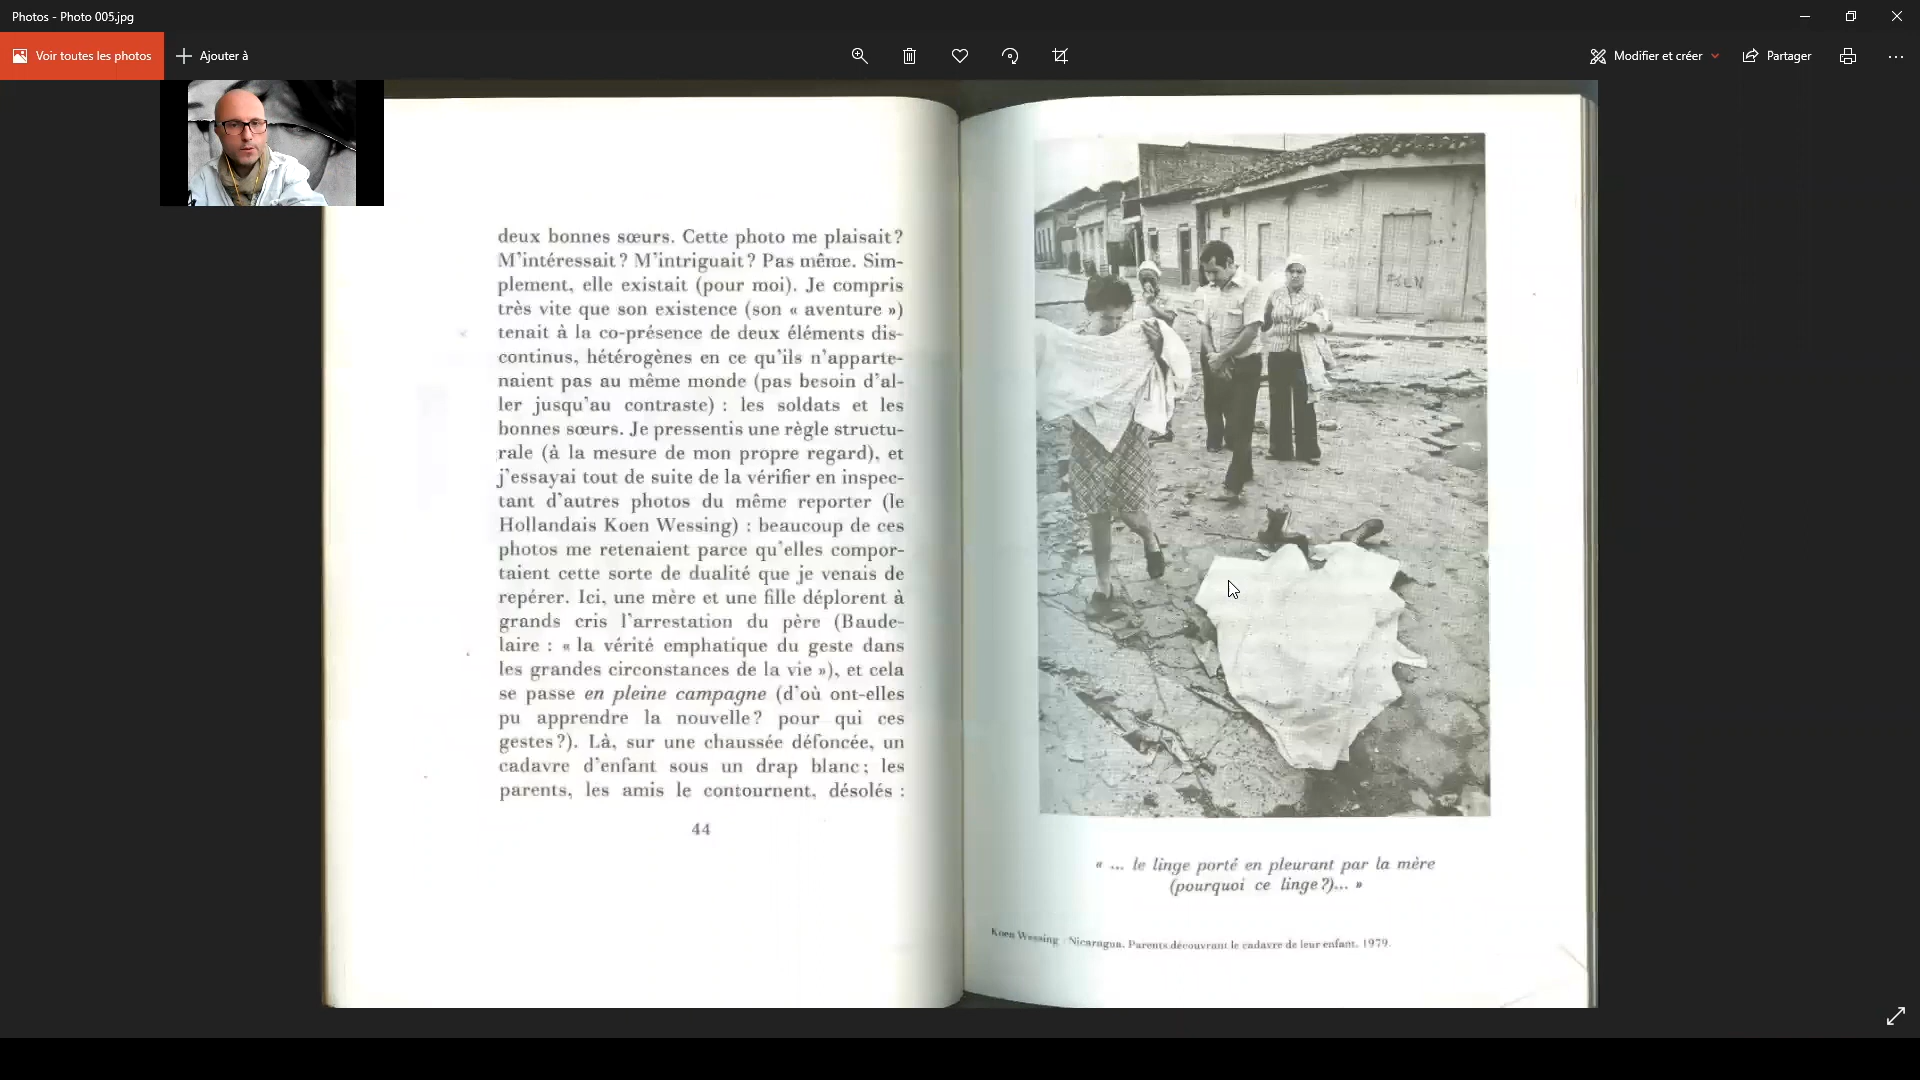 Photos - Photo 005.jpg
Voir toutes les photos
Ajouter à
Modifier et créer
Partager
deux bonnes sœurs. Cette photo me plaisait?
M'intéressait? M'intriguait? Pas même. Sim-
plement, elle existait (pour moi). Je compris
très vite que son existence (son « aventure »)
tenait à la co-présence de deux éléments dis-
continus, hétérogènes en ce qu'ils n'apparte-
naient pas au même monde (pas besoin d'al-
ler jusqu'au contraste) : les soldats et les
bonnes sœurs. Je pressentis une règle structu-
rale (à la mesure de mon propre regard), et
j'essayai tout de suite de la vérifier en inspec-
tant d'autres photos du même reporter (le
Hollandais Koen Wessing) : beaucoup de ces
photos me retenaient parce qu'elles compor-
taient cette sorte de dualité que je venais de
repérer. Ici, une mère et une fille déplorent à
grands cris l'arrestation du père (Baude-
laire : « la vérité emphatique du geste dans
les grandes circonstances de la vie »), et cela
se passe en pleine campagne (d'où ont-elles
pu apprendre la nouvelle? pour qui ces
gestes?). Là, sur une chaussée défoncée, un
cadavre d'enfant sous un drap blanc; les
parents, les amis le contournent, désolés :
44
FSLN
« ... le linge porté en pleurant par la mère
(pourquoi ce linge?)... »
Koen Wessing : Nicaragua. Parents découvrant le cadavre de leur enfant. 1979.